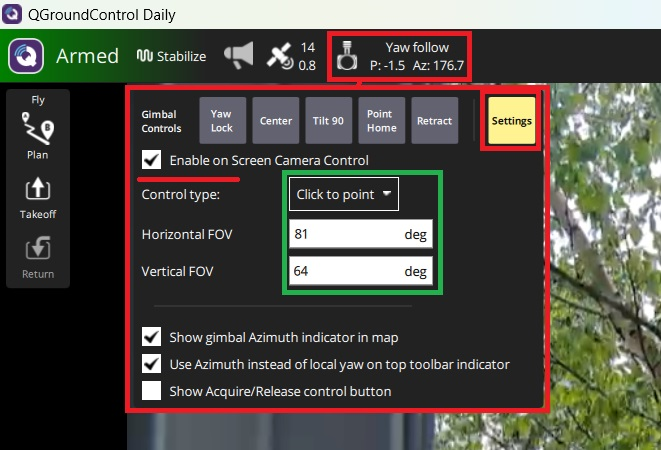 QGroundControl Daily
Armed
Stabilize
14
0.8
Yaw follow
P: -1.5 Az: 176.7
Fly
Plan
Takeoff
Return
Gimbal
Controls
Yaw
Lock
Center
Tilt 90
Point
Home
Retract
Settings
Enable on Screen Camera Control
Control type:
Click to point
Horizontal FOV
81 deg
Vertical FOV
64 deg
Show gimbal Azimuth indicator in map
Use Azimuth instead of local yaw on top toolbar indicator
Show Acquire/Release control button